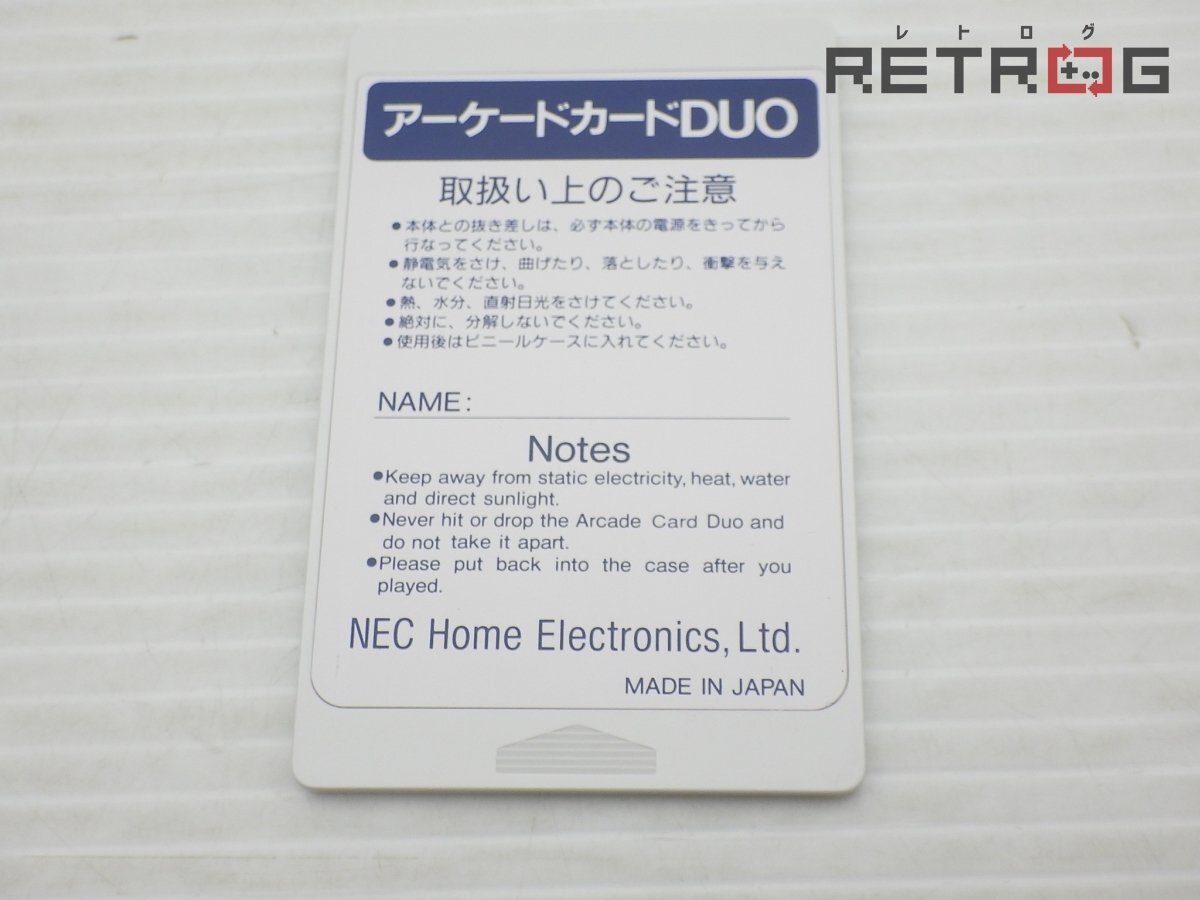 レトログ
RETROG
アーケードカードDUO
取扱い上のご注意
●本体との抜き差しは、必ず本体の電源をきってから
行なってください。
●静電気をさけ、曲げたり、落としたり、衝撃を与え
ないでください。
●熱、水分、直射日光をさけてください。
●絶対に、分解しないでください。
●使用後はビニールケースに入れてください。
NAME:
Notes
●Keep away from static electricity, heat, water
and direct sunlight.
●Never hit or drop the Arcade Card Duo and
do not take it apart.
●Please put back into the case after you
played.
NEC Home Electronics, Ltd.
MADE IN JAPAN